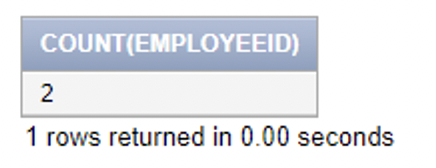 COUNT(EMPLOYEEID)
2
1 rows returned in 0.00 seconds